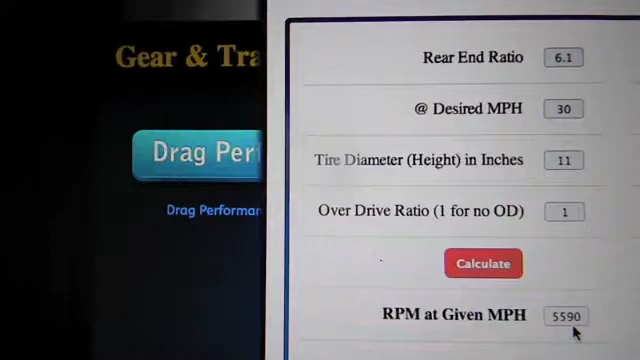 Gear & Tra
Drag Per
Drag Performan
Rear End Ratio 6.1
@ Desired MPH 30
Tire Diameter (Height) in Inches 11
Over Drive Ratio (1 for no OD) 1
Calculate
RPM at Given MPH 5590